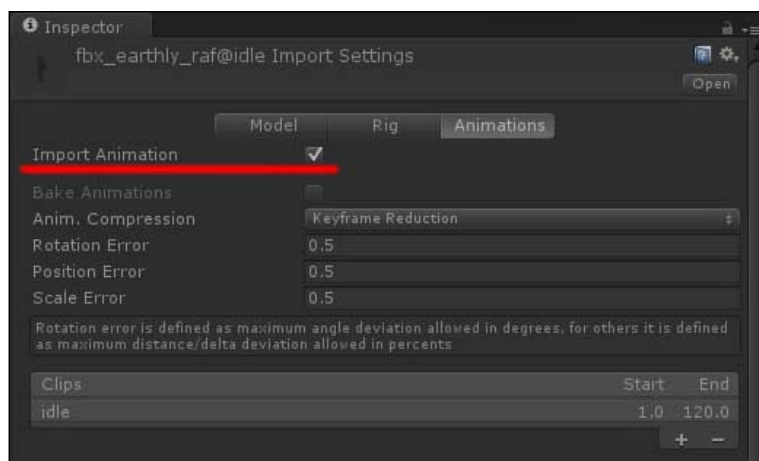 Inspector
fbx_earthly_raf@idle Import Settings
Open
Model Rig Animations
Import Animation
Bake Animations
Anim. Compression Keyframe Reduction
Rotation Error 0.5
Position Error 0.5
Scale Error 0.5
Rotation error is defined as maximum angle deviation allowed in degrees, for others it is defined
as maximum distance/delta deviation allowed in percents
Clips Start End
idle 1.0 120.0